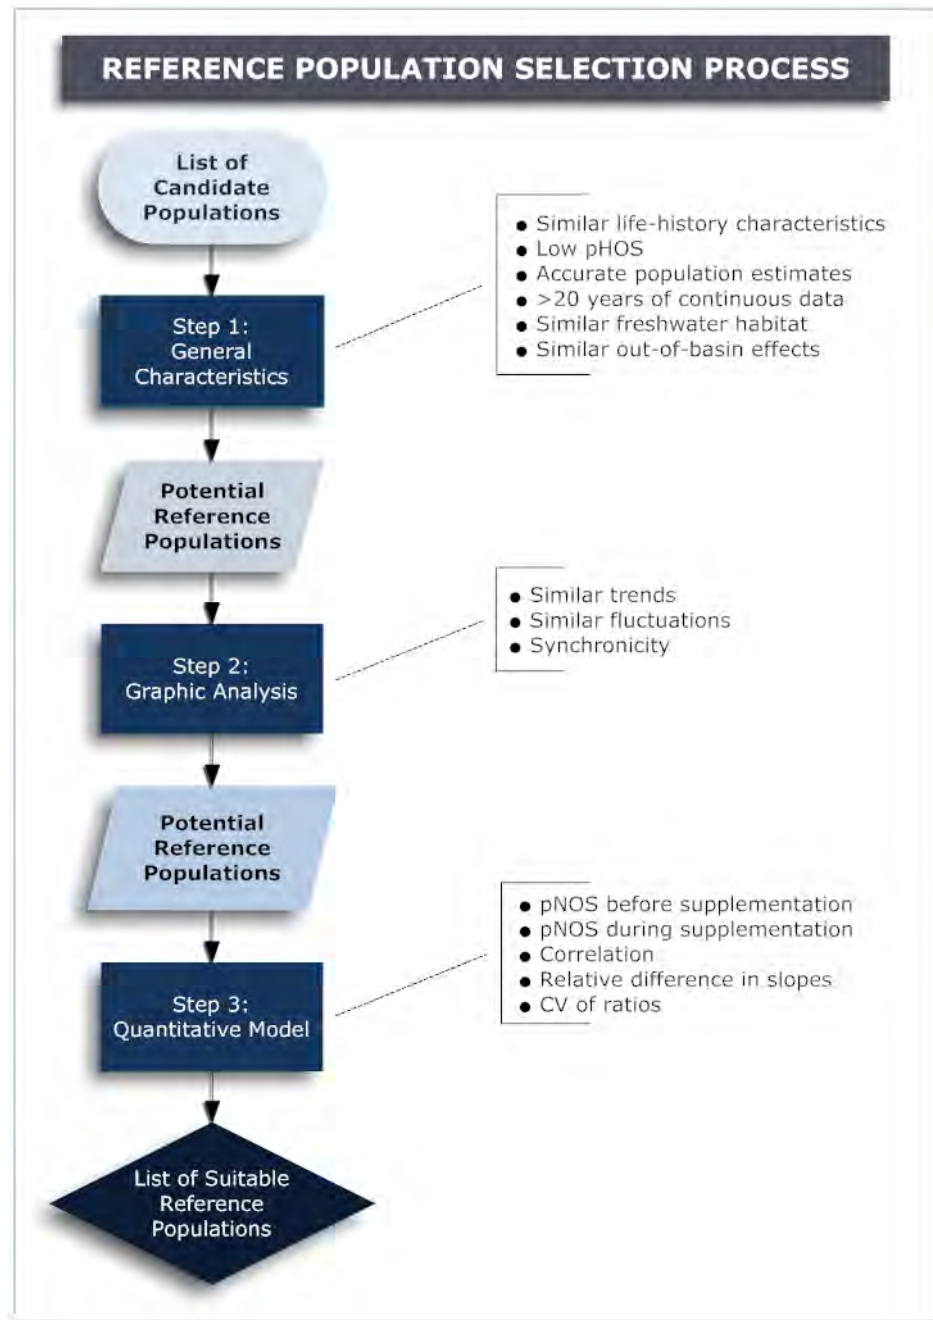 REFERENCE POPULATION SELECTION PROCESS
List of
Candidate
Populations
Step 1:
General
Characteristics
● Similar life-history characteristics
● Low pHOS
● Accurate population estimates
● >20 years of continuous data
● Similar freshwater habitat
● Similar out-of-basin effects
Potential
Reference
Populations
Step 2:
Graphic Analysis
● Similar trends
● Similar fluctuations
● Synchronicity
Potential
Reference
Populations
Step 3:
Quantitative Model
● pNOS before supplementation
● pNOS during supplementation
● Correlation
● Relative difference in slopes
● CV of ratios
List of Suitable
Reference
Populations